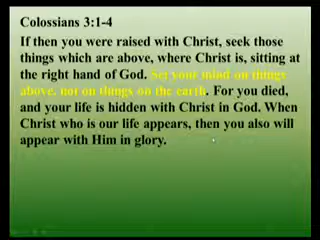 Colossians 3:1-4
If then you were raised with Christ, seek those
things which are above, where Christ is, sitting at
the right hand of God. Set your mind on things
above, not on things on the earth. For you died,
and your life is hidden with Christ in God. When
Christ who is our life appears, then you also will
appear with Him in glory.